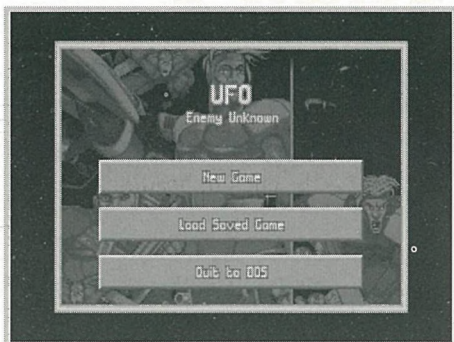 UFO
Enemy Unknown
New Game
Load Saved Game
Quit to DOS